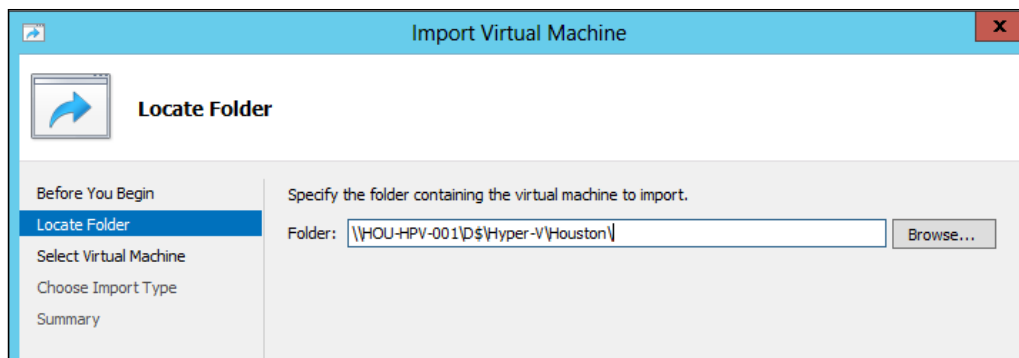 Import Virtual Machine
x
Locate Folder
Before You Begin
Locate Folder
Select Virtual Machine
Choose Import Type
Summary
Specify the folder containing the virtual machine to import.
Folder: \\HOU-HPV-001\D$\Hyper-V\Houston\ Browse...